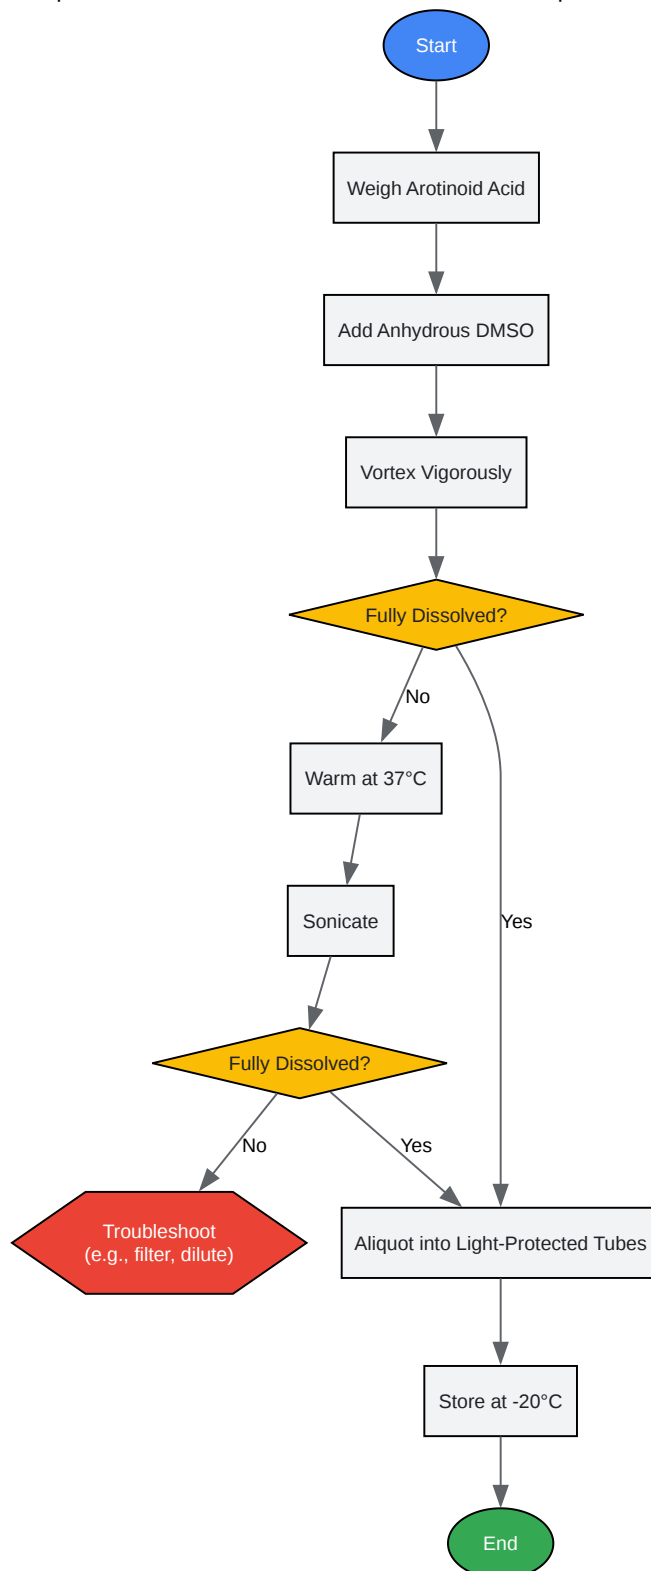 Start
Weigh Arotinoid Acid
Add Anhydrous DMSO
Vortex Vigorously
Fully Dissolved?
No
Warm at 37°C
Sonicate
Yes
Fully Dissolved?
No
Yes
Troubleshoot
(e.g., filter, dilute)
Aliquot into Light-Protected Tubes
Store at -20°C
End